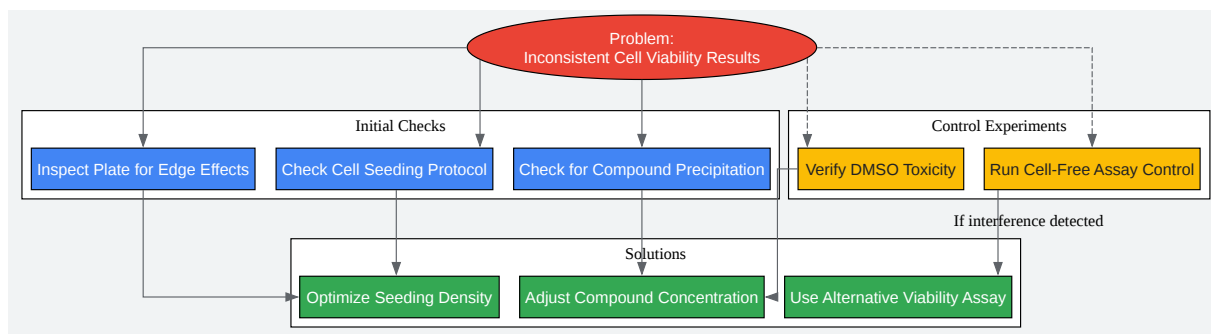 Problem:
Inconsistent Cell Viability Results
Initial Checks
Control Experiments
Inspect Plate for Edge Effects
Check Cell Seeding Protocol
Check for Compound Precipitation
Verify DMSO Toxicity
Run Cell-Free Assay Control
If interference detected
Solutions
Optimize Seeding Density
Adjust Compound Concentration
Use Alternative Viability Assay